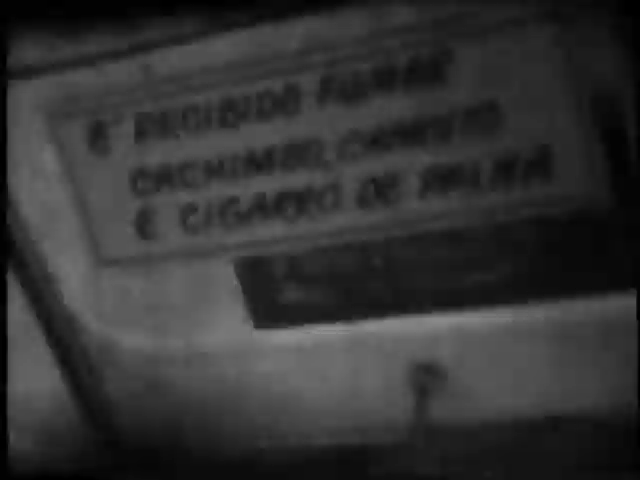 É PROIBIDO FUMAR
CACHIMBO, CHARUTO
E CIGARRO DE PALHA